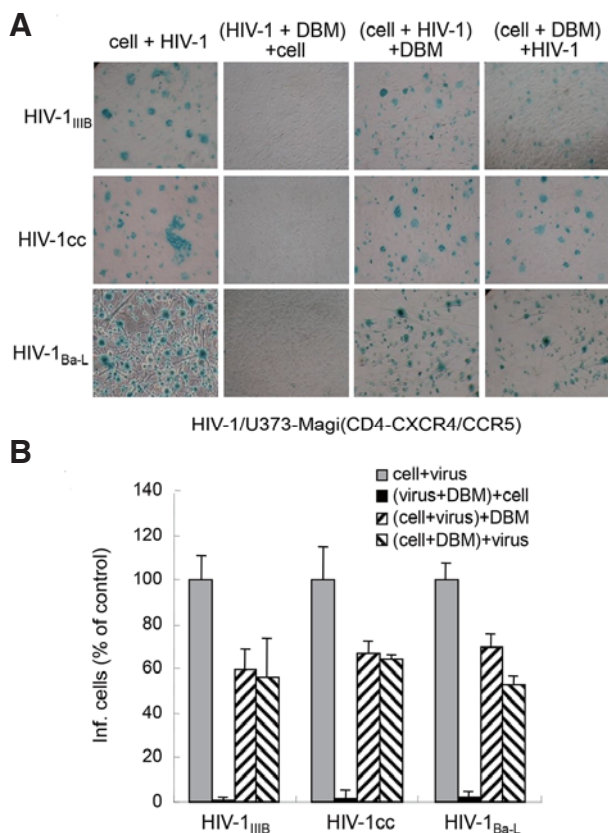 A
cell + HIV-1
(HIV-1 + DBM)
+cell
(cell + HIV-1)
+DBM
(cell + DBM)
+HIV-1
HIV-1IIIB
HIV-1cc
HIV-1Ba-L
HIV-1/U373-Magi(CD4-CXCR4/CCR5)
B
cell+virus
(virus+DBM)+cell
(cell+virus)+DBM
(cell+DBM)+virus
Inf. cells (% of control)
140
120
100
80
60
40
20
0
HIV-1IIIB
HIV-1cc
HIV-1Ba-L